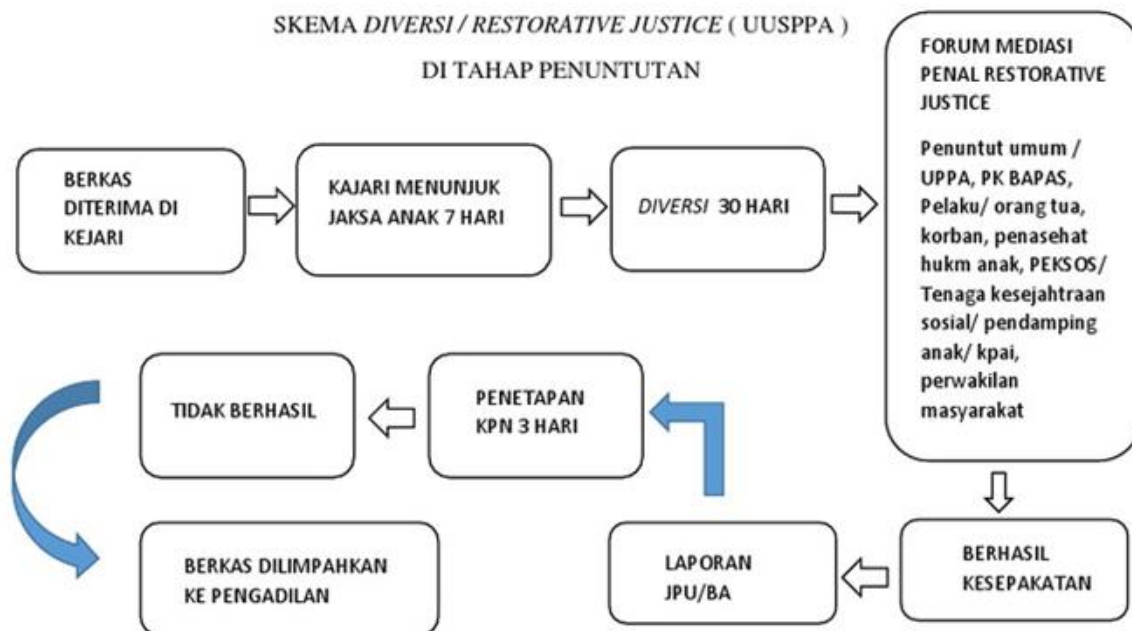 SKEMA DIVERSI / RESTORATIVE JUSTICE ( UUSPPA )
DI TAHAP PENUNTUTAN
BERKAS
DITERIMA DI
KEJARI
KAJARI MENUNJUK
JAKSA ANAK 7 HARI
DIVERSI 30 HARI
FORUM MEDIASI
PENAL RESTORATIVE
JUSTICE
Penuntut umum /
UPPA, PK BAPAS,
Pelaku/ orang tua,
korban, penasehat
hukm anak, PEKSOS/
Tenaga kesejahtraan
sosial/ pendamping
anak/ kpai,
perwakilan
masyarakat
BERHASIL
KESEPAKATAN
LAPORAN
JPU/BA
PENETAPAN
KPN 3 HARI
TIDAK BERHASIL
BERKAS DILIMPAHKAN
KE PENGADILAN